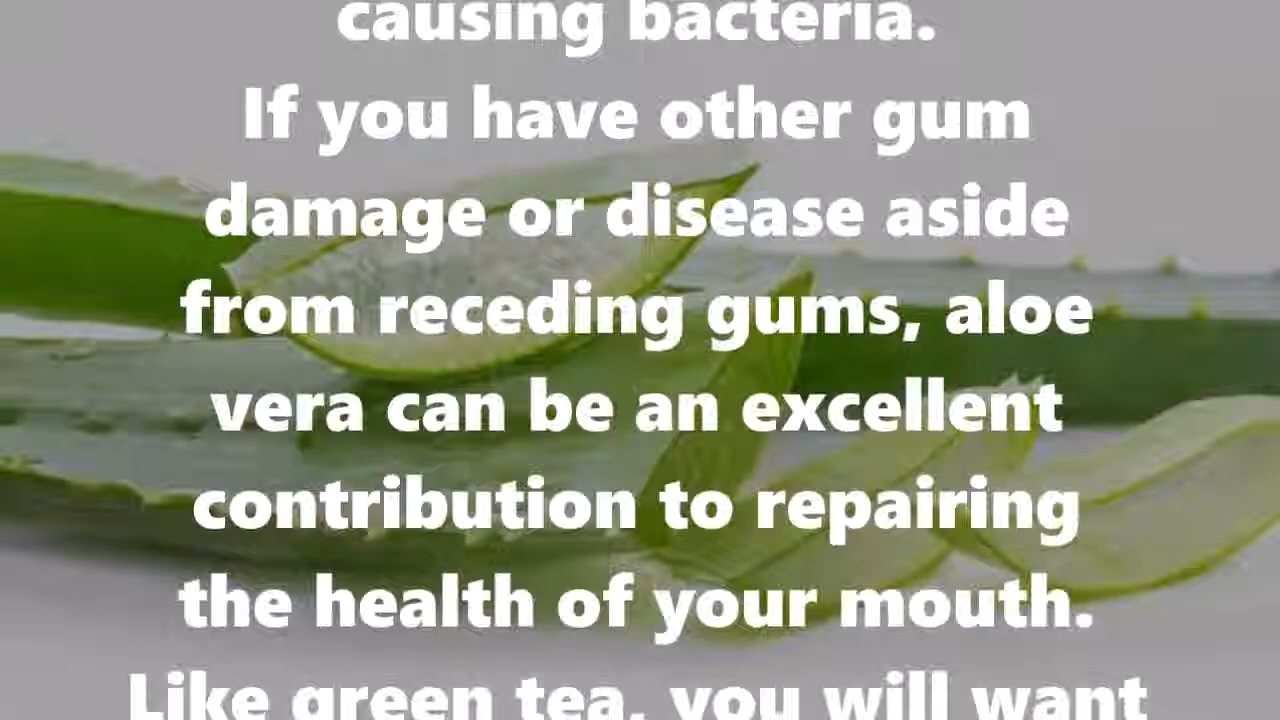 causing bacteria.
If you have other gum
damage or disease aside
from receding gums, aloe
vera can be an excellent
contribution to repairing
the health of your mouth.
Like green tea, you will want